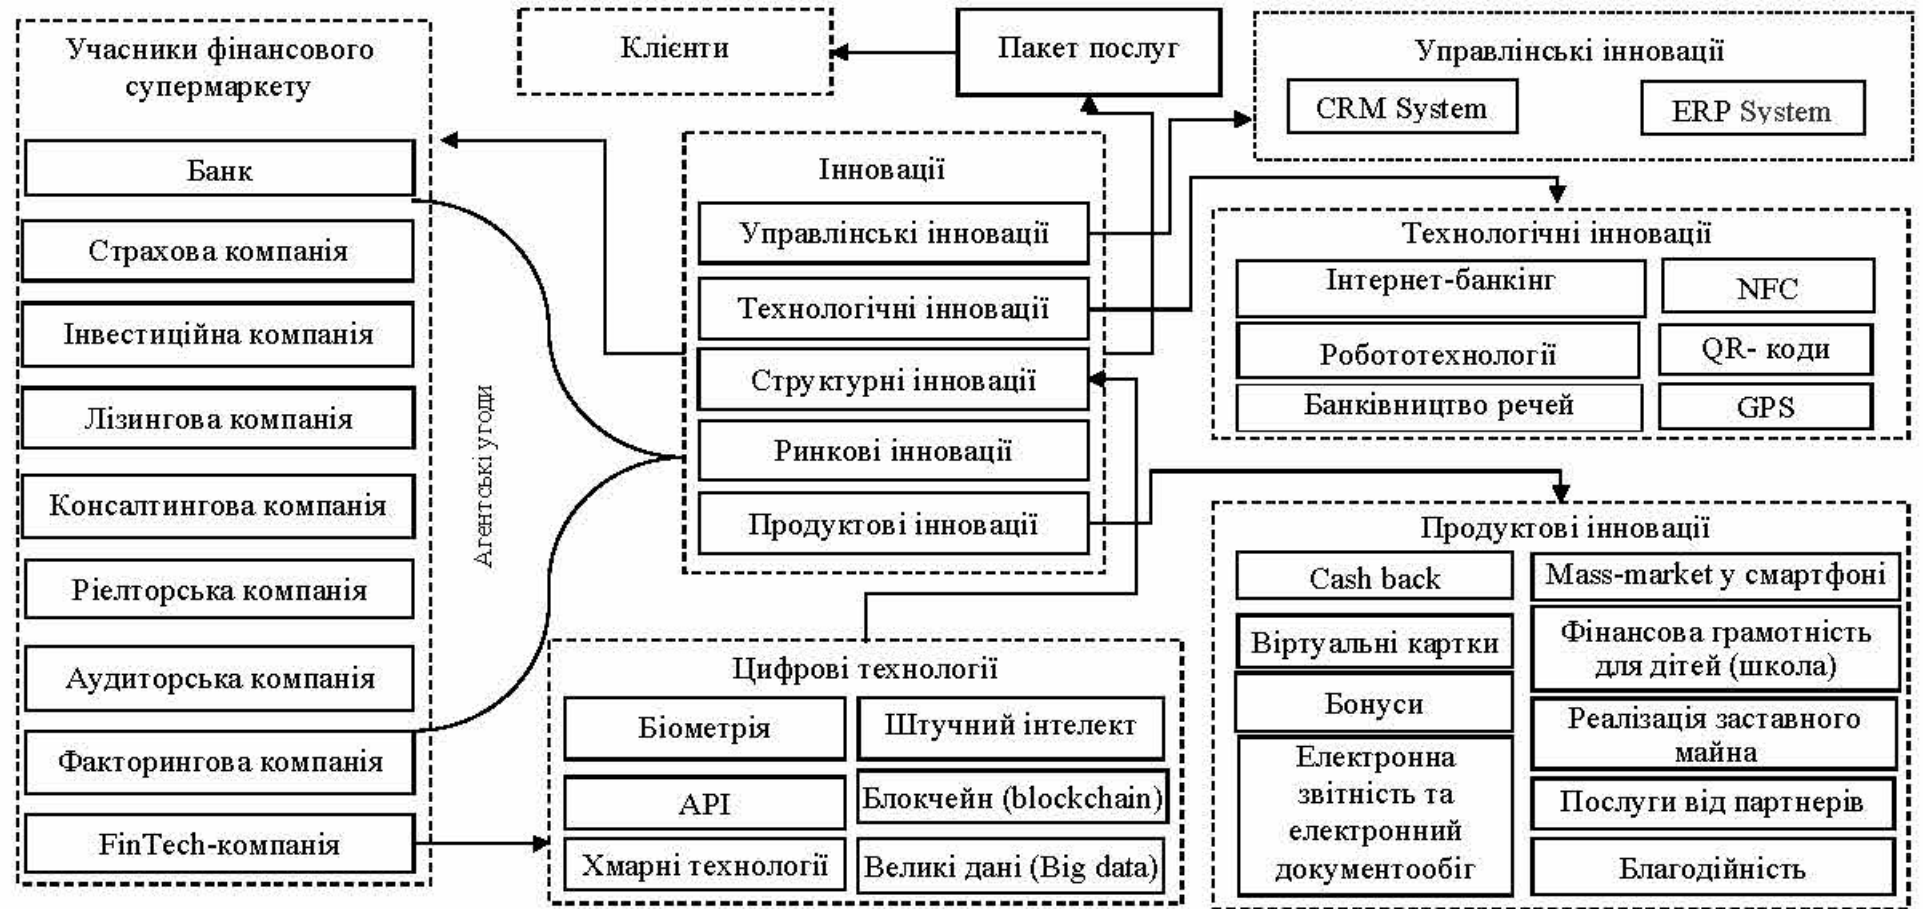 Учасники фінансового
супермаркету
Банк
Страхова компанія
Інвестиційна компанія
Лізингова компанія
Консалтингова компанія
Ріелторська компанія
Аудиторська компанія
Факторингова компанія
FinTech-компанія
Агентські угоди
Клієнти
Пакет послуг
Інновації
Управлінські інновації
Технологічні інновації
Структурні інновації
Ринкові інновації
Продуктові інновації
Цифрові технології
Біометрія
Штучний інтелект
API
Блокчейн (blockchain)
Хмарні технології
Великі дані (Big data)
Управлінські інновації
CRM System
ERP System
Технологічні інновації
Інтернет-банкінг
NFC
Робототехнології
QR- коди
Банківництво речей
GPS
Продуктові інновації
Cash back
Віртуальні картки
Бонуси
Електронна
звітність та
електронний
документообіг
Mass-market у смартфоні
Фінансова грамотність
для дітей (школа)
Реалізація заставного
майна
Послуги від партнерів
Благодійність